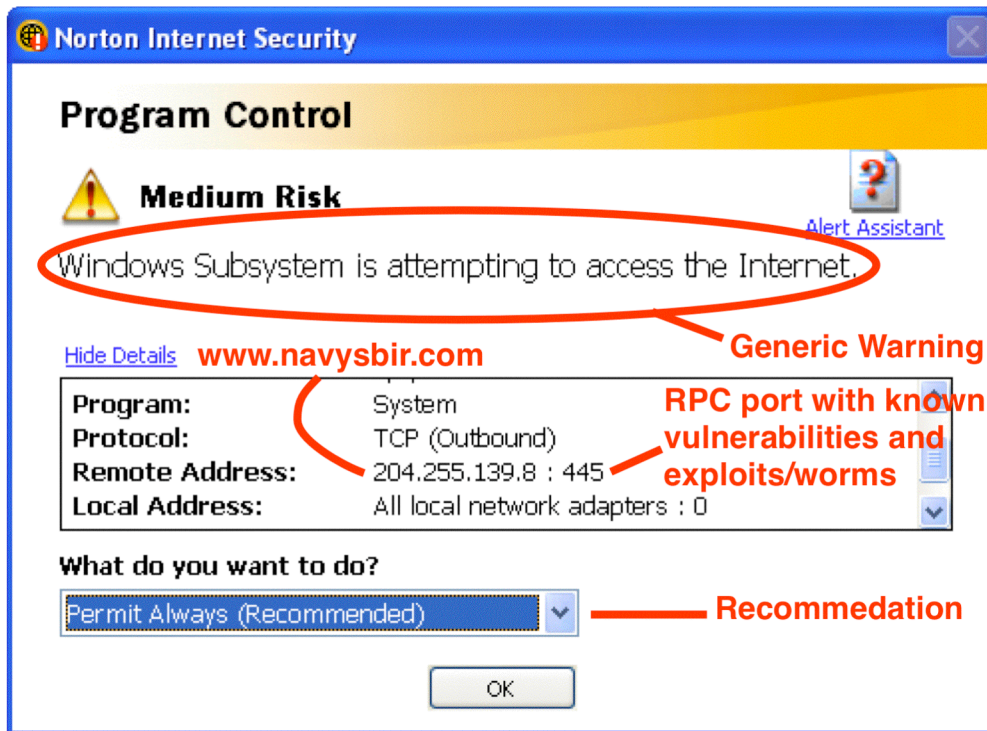 Norton Internet Security
Program Control
Medium Risk
Alert Assistant
Windows Subsystem is attempting to access the Internet.
Generic Warning
Hide Details
www.navysbir.com
Program: System
Protocol: TCP (Outbound)
Remote Address: 204.255.139.8 : 445
Local Address: All local network adapters : 0
RPC port with known
vulnerabilities and
exploits/worms
What do you want to do?
Permit Always (Recommended)
Recommedation
OK